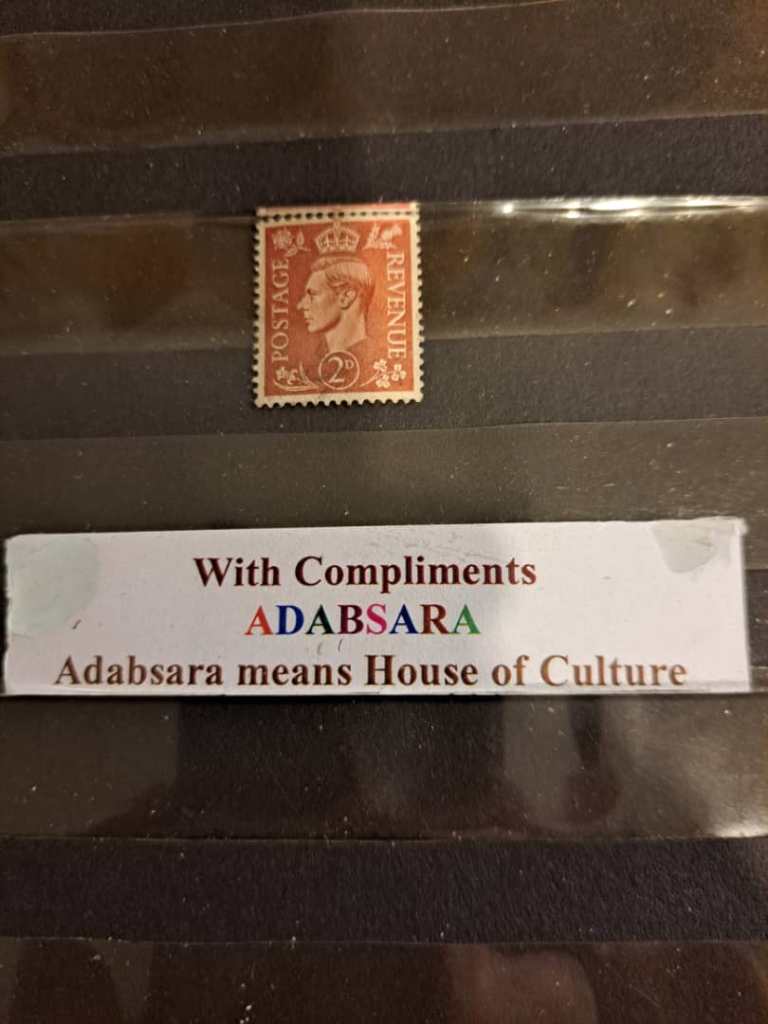 POSTAGE
REVENUE
2D
With Compliments
ADABSARA
Adabsara means House of Culture